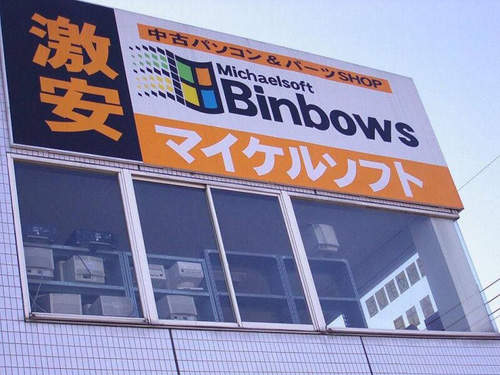 激安
中古パソコン&パーツSHOP
Michaelsoft
Binbows
マイケルソフト